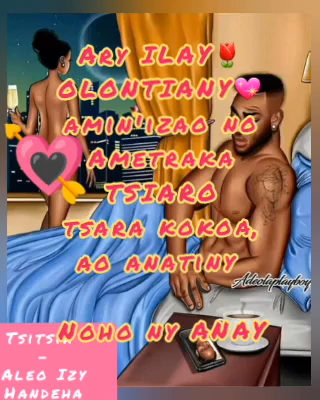 Ary ILAY🌷
OLONTIANY💖
amin'izao no
Ametraka
TSIARO
tsara kokoa,
ao anatiny
Adeolaplayboy
Noho ny ANAY
–
Aleo Izy
Handeha